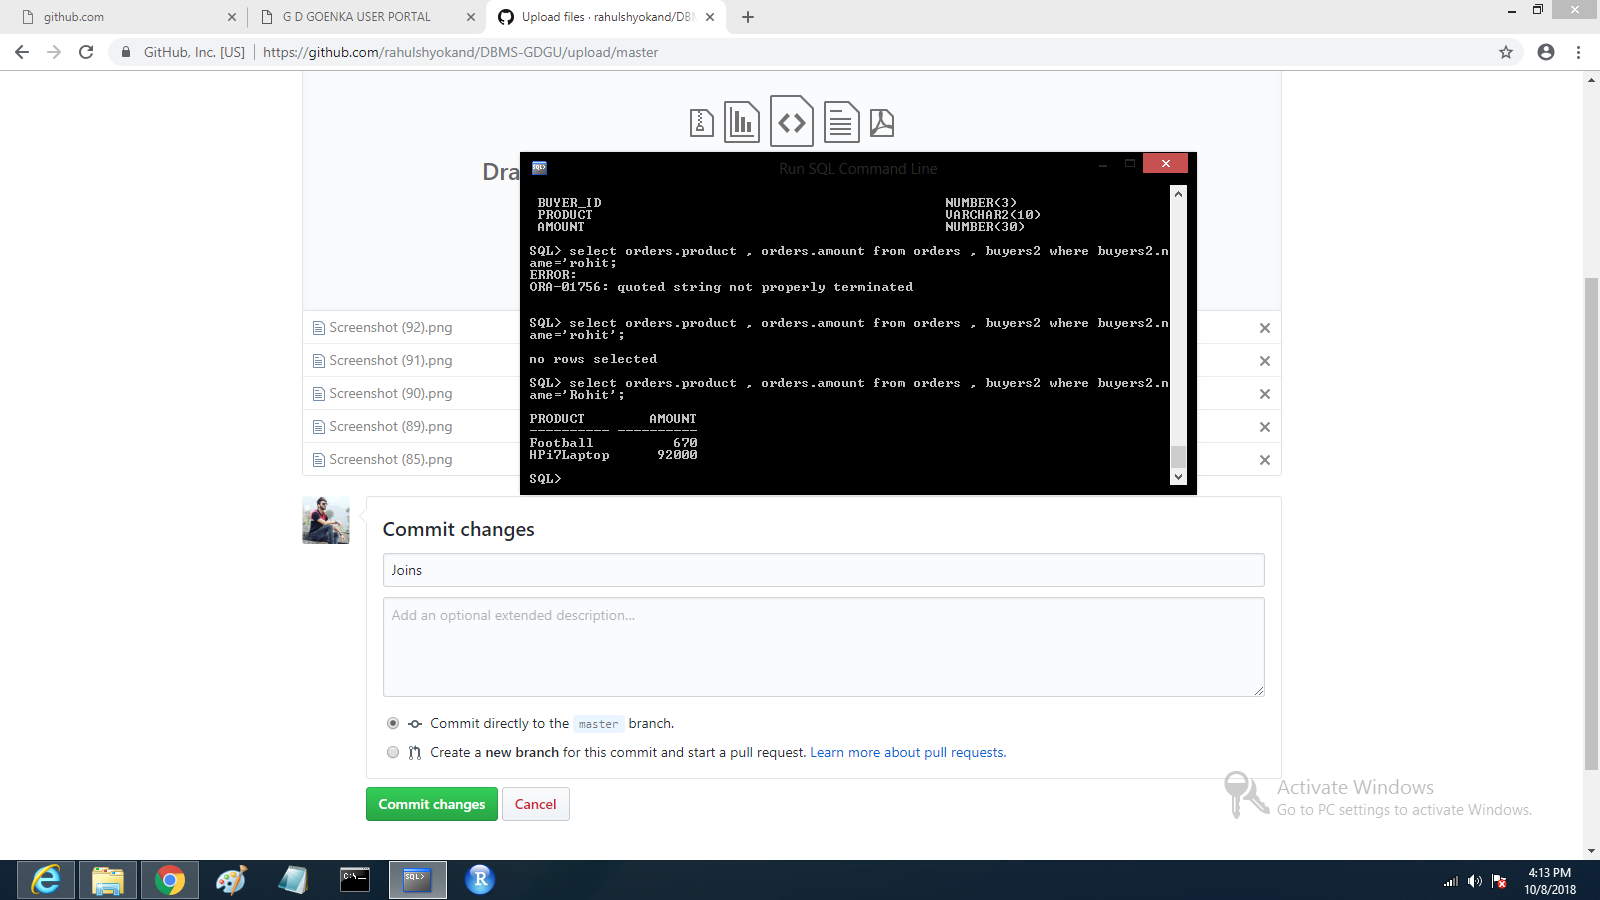 github.com
G D GOENKA USER PORTAL
Upload files · rahulshyokand/DBM
GitHub, Inc. [US]
https://github.com/rahulshyokand/DBMS-GDGU/upload/master
Dra
Run SQL Command Line
BUYER_ID NUMBER(3)
PRODUCT VARCHAR2(10)
AMOUNT NUMBER(30)
SQL> select orders.product , orders.amount from orders , buyers2 where buyers2.n
ame='rohit;
ERROR:
ORA-01756: quoted string not properly terminated
SQL> select orders.product , orders.amount from orders , buyers2 where buyers2.n
ame='rohit';
no rows selected
SQL> select orders.product , orders.amount from orders , buyers2 where buyers2.n
ame='Rohit';
PRODUCT AMOUNT
---------- ----------
Football 670
HPi7Laptop 92000
SQL>
Screenshot (92).png
Screenshot (91).png
Screenshot (90).png
Screenshot (89).png
Screenshot (85).png
Commit changes
Joins
Add an optional extended description...
Commit directly to the master branch.
Create a new branch for this commit and start a pull request. Learn more about pull requests.
Commit changes
Cancel
Activate Windows
Go to PC settings to activate Windows.
4:13 PM
10/8/2018